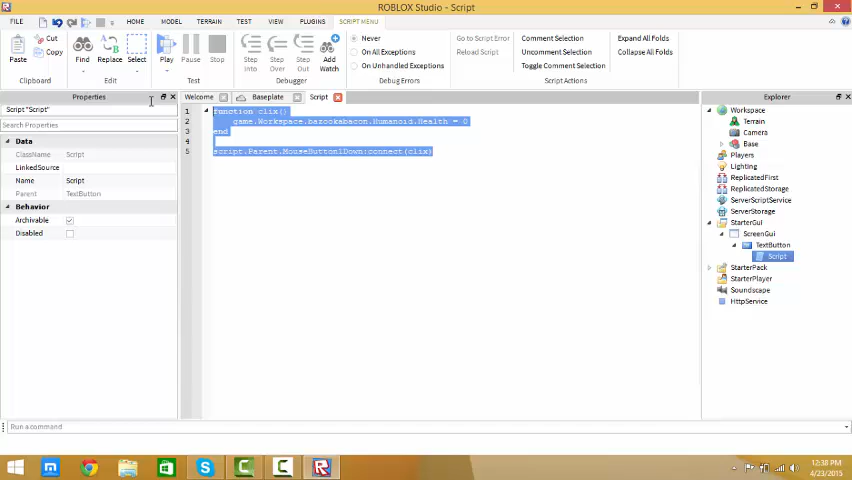 ROBLOX Studio - Script
FILE HOME MODEL TERRAIN TEST VIEW PLUGINS SCRIPT MENU
Paste Cut Copy Find Replace Select Play Pause Stop Step Into Step Over Step Out Add Watch
Never
On All Exceptions
On Unhandled Exceptions
Go to Script Error
Reload Script
Comment Selection
Uncomment Selection
Toggle Comment Selection
Expand All Folds
Collapse All Folds
Clipboard Edit Test Debugger Debug Errors Script Actions
Properties
Script "Script"
Search Properties
Data
ClassName Script
LinkedSource
Name Script
Parent TextButton
Behavior
Archivable
Disabled
Welcome Baseplate Script
1 function clix()
2 game.Workspace.bazookabacon.Humanoid.Health = 0
3 end
4
5 script.Parent.MouseButton1Down:connect(clix)
Explorer
Workspace
Terrain
Camera
Base
Players
Lighting
ReplicatedFirst
ReplicatedStorage
ServerScriptService
ServerStorage
StarterGui
ScreenGui
TextButton
Script
StarterPack
StarterPlayer
Soundscape
HttpService
Run a command
12:38 PM
4/23/2015